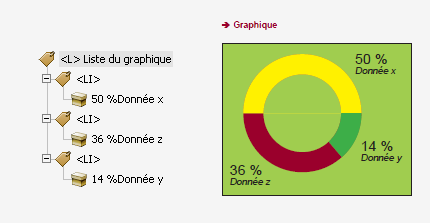 ➔ Graphique
<L> Liste du graphique
<LI>
50 %Donnée x
<LI>
36 %Donnée z
<LI>
14 %Donnée y
50 %
Donnée x
14 %
Donnée y
36 %
Donnée z